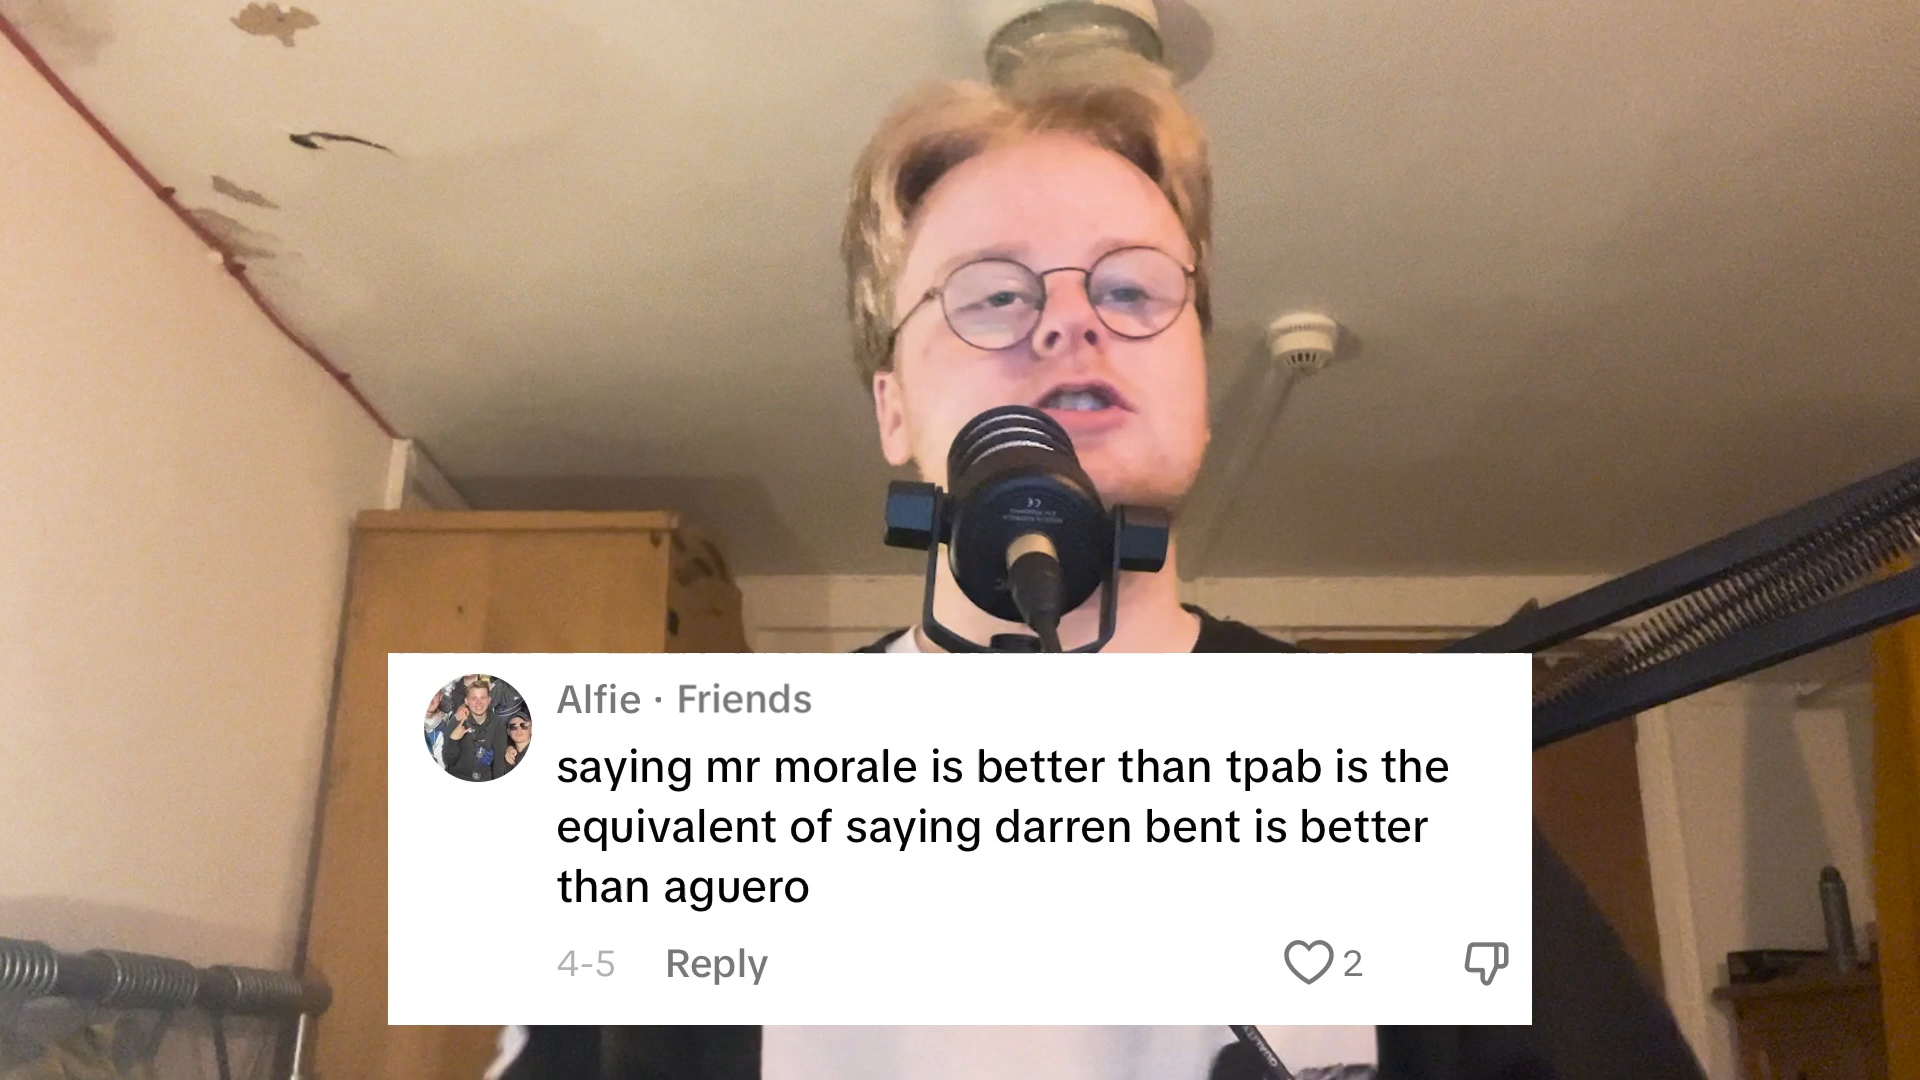 Alfie · Friends
saying mr morale is better than tpab is the
equivalent of saying darren bent is better
than aguero
4-5 Reply 2
QUALITY